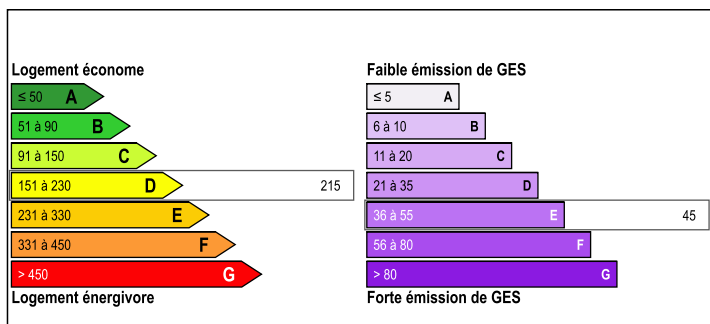 Logement économe
≤ 50 A
51 à 90 B
91 à 150 C
151 à 230 D 215
231 à 330 E
331 à 450 F
> 450 G
Logement énergivore
Faible émission de GES
≤ 5 A
6 à 10 B
11 à 20 C
21 à 35 D
36 à 55 E 45
56 à 80 F
> 80 G
Forte émission de GES